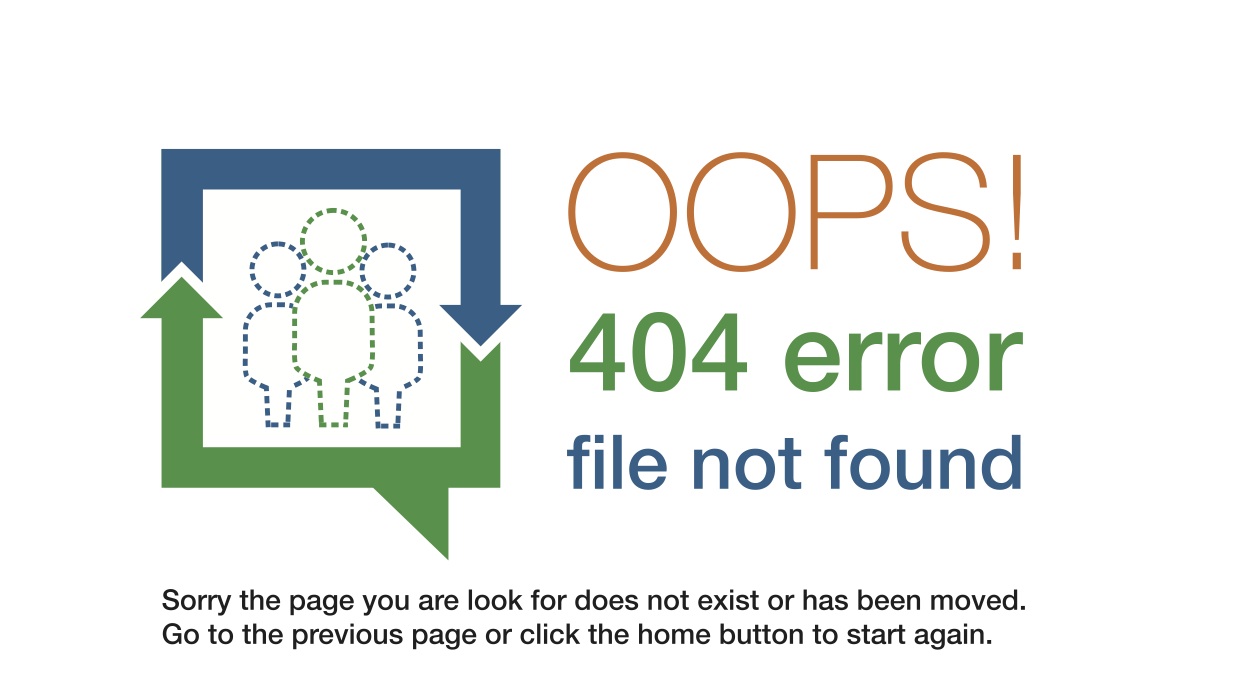 OOPS!
404 error
file not found
Sorry the page you are look for does not exist or has been moved.
Go to the previous page or click the home button to start again.